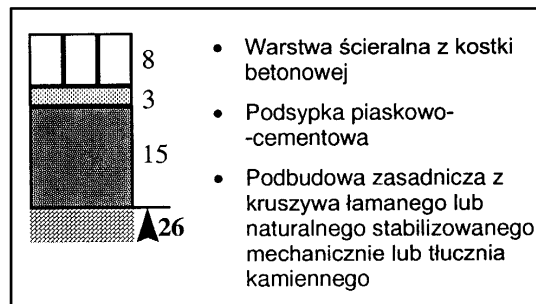 8
3
15
26
• Warstwa ścieralna z kostki
betonowej
• Podsypka piaskowo-
-cementowa
• Podbudowa zasadnicza z
kruszywa łamanego lub
naturalnego stabilizowanego
mechanicznie lub tłucznia
kamiennego